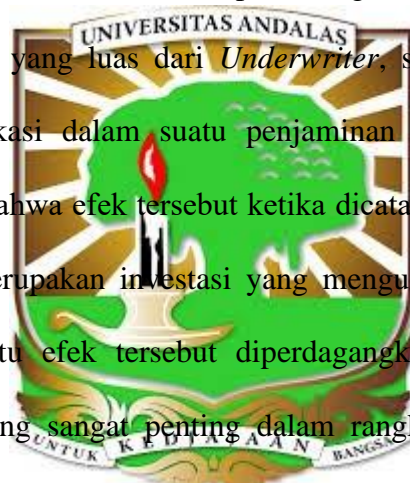 UNIVERSITAS ANDALAS
yang luas dari Underwriter, s
kasi dalam suatu penjaminan
ahwa efek tersebut ketika dicata
erupakan investasi yang mengu
tu efek tersebut diperdagangk
ng sangat penting dalam rangk
UNTUK KEDJAJAAN BANGSA